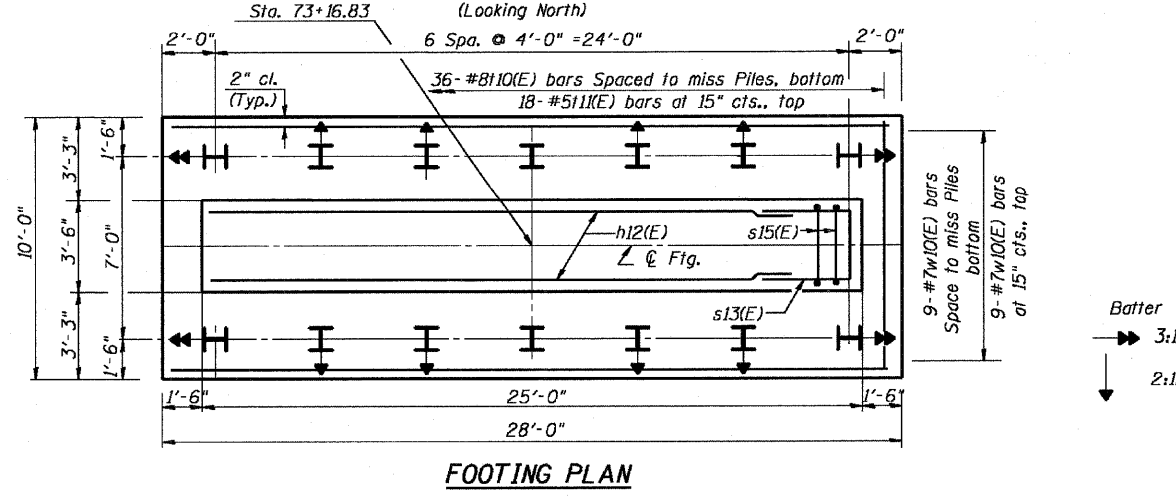 Sta. 73+16.83
(Looking North)
2'-0"
6 Spa. @ 4'-0" =24'-0"
2'-0"
2" cl.
(Typ.)
36- #8t10(E) bars Spaced to miss Piles, bottom
18- #5t11(E) bars at 15" cts., top
10'-0"
3'-3"
3'-6"
3'-3"
1'-6"
7'-0"
1'-6"
h12(E)
℄ Ftg.
s15(E)
s13(E)
9- #7w10(E) bars
Space to miss Piles
bottom
9- #7w10(E) bars
at 15" cts., top
Batter
3:1
2:1
1'-6"
25'-0"
1'-6"
28'-0"
FOOTING PLAN